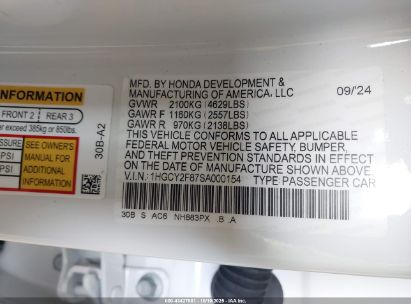 INFORMATION
FRONT 2 REAR 3
exceed 385kg or 850lbs.
PSI
PSI
SEE OWNER'S
MANUAL FOR
ADDITIONAL
INFORMATION
30B-A2
MFD. BY HONDA DEVELOPMENT &
MANUFACTURING OF AMERICA, LLC
09/24
GVWR 2100KG (4629LBS)
GAWR F 1160KG (2557LBS)
GAWR R 970KG (2138LBS)
THIS VEHICLE CONFORMS TO ALL APPLICABLE
FEDERAL MOTOR VEHICLE SAFETY, BUMPER,
AND THEFT PREVENTION STANDARDS IN EFFECT
ON THE DATE OF MANUFACTURE SHOWN ABOVE.
V.I.N.: 1HGCY2F87SA000154 TYPE PASSENGER CAR
30B S AC6 NH883PX B A